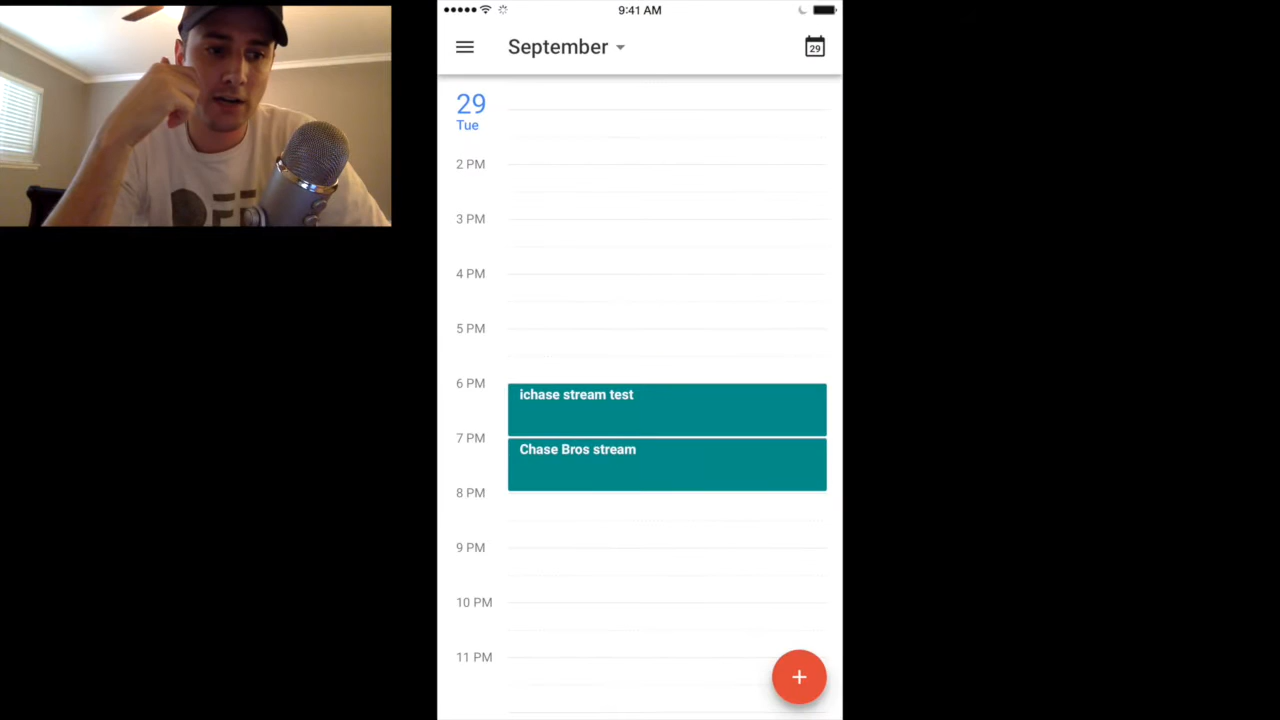 9:41 AM
September
29
29
Tue
2 PM
3 PM
4 PM
5 PM
6 PM
ichase stream test
7 PM
Chase Bros stream
8 PM
9 PM
10 PM
11 PM